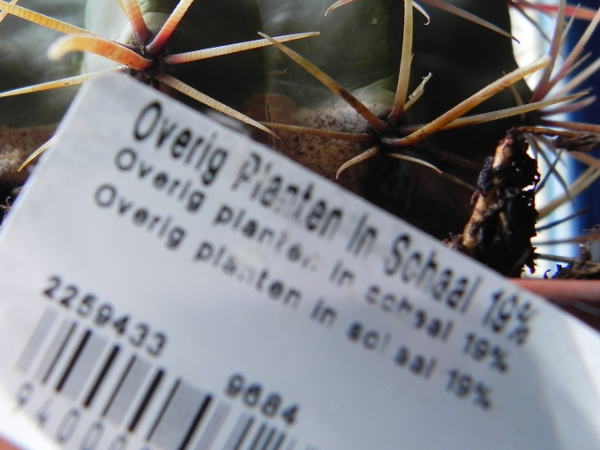 Overig Planten In Schaal 19%
Overig planten in schaal 19%
Overig planten in schaal 19%
2259433
9684